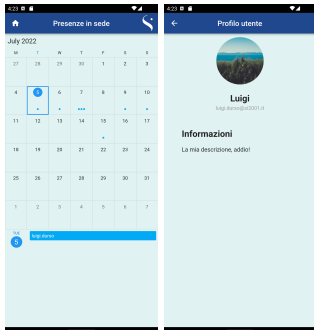 4:23
Presenze in sede
July 2022
M T W T F S S
27 28 29 30 1 2 3
4 5 6 7 8 9 10
11 12 13 14 15 16 17
18 19 20 21 22 23 24
25 26 27 28 29 30 31
1 2 3 4 5 6 7
TUE
5
4:23
Profilo utente
Luigi
Informazioni
La mia descrizione, addio!